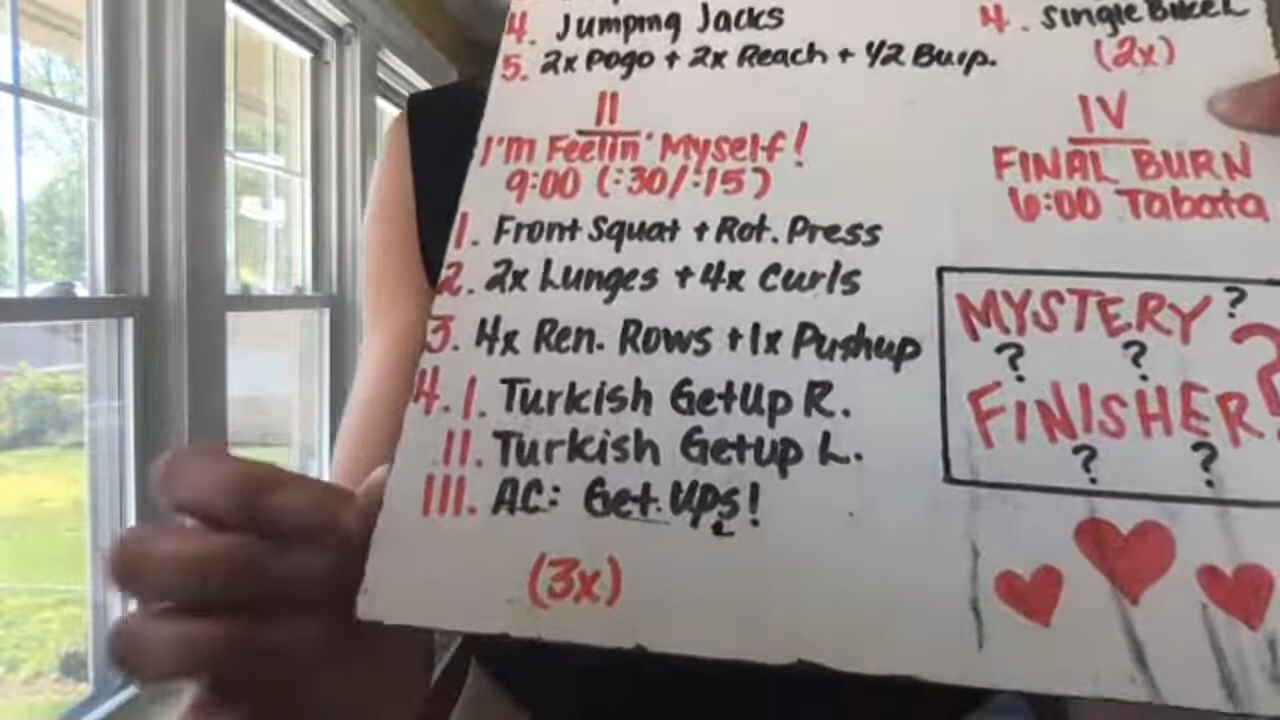 4. Jumping Jacks
5. 2x Pogo + 2x Reach + 1/2 Burp.
II
I'm Feelin' Myself!
9:00 (:30/:15)
1. Front Squat + Rot. Press
2. 2x Lunges + 4x Curls
3. 4x Ren. Rows + 1x Pushup
4. I. Turkish GetUp R.
II. Turkish Getup L.
III. AC: Get Ups!
(3x)
4. Single
(2x)
IV
FINAL BURN
6:00 Tabata
MYSTERY ?
? ? ?
FINISHER
? ?